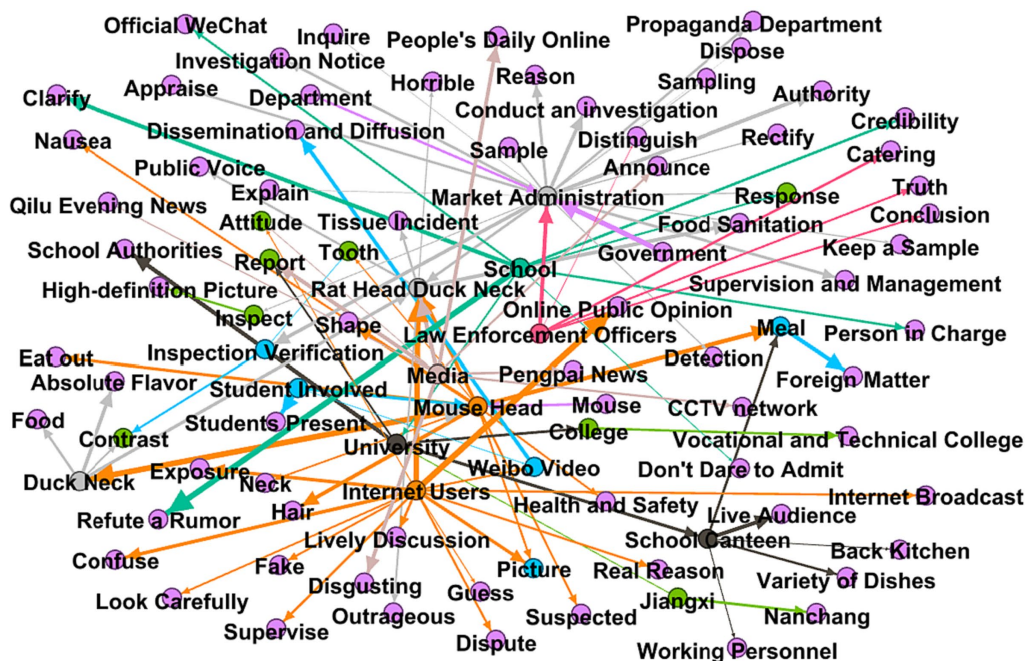 Official WeChat
Propaganda Department
Inquire
People's Daily Online
Dispose
Investigation Notice
Horrible
Reason
Sampling
Appraise
Department
Authority
Clarify
Conduct an investigation
Credibility
Nausea
Dissemination and Diffusion
Distinguish
Rectify
Sample
Catering
Public Voice
Announce
Explain
Market Administration
Response
Truth
Qilu Evening News
Attitude
Tissue Incident
Food Sanitation
Conclusion
School Authorities
Report
Tooth
Government
Keep a Sample
School
High-definition Picture
Rat Head Duck Neck
Supervision and Management
Inspect
Shape
Online Public Opinion
Law Enforcement Officers
Meal
Person in Charge
Eat out
Inspection Verification
Detection
Absolute Flavor
Student Involved
Media
Pengpai News
Foreign Matter
Food
Students Present
Mouse Head
Mouse
CCTV network
Contrast
University
College
Vocational and Technical College
Duck Neck
Exposure
Neck
Weibo Video
Don't Dare to Admit
Internet Users
Internet Broadcast
Refute a Rumor
Hair
Health and Safety
Live Audience
Lively Discussion
School Canteen
Back Kitchen
Confuse
Fake
Disgusting
Picture
Real Reason
Variety of Dishes
Look Carefully
Guess
Jiangxi
Outrageous
Suspected
Nanchang
Supervise
Dispute
Working Personnel